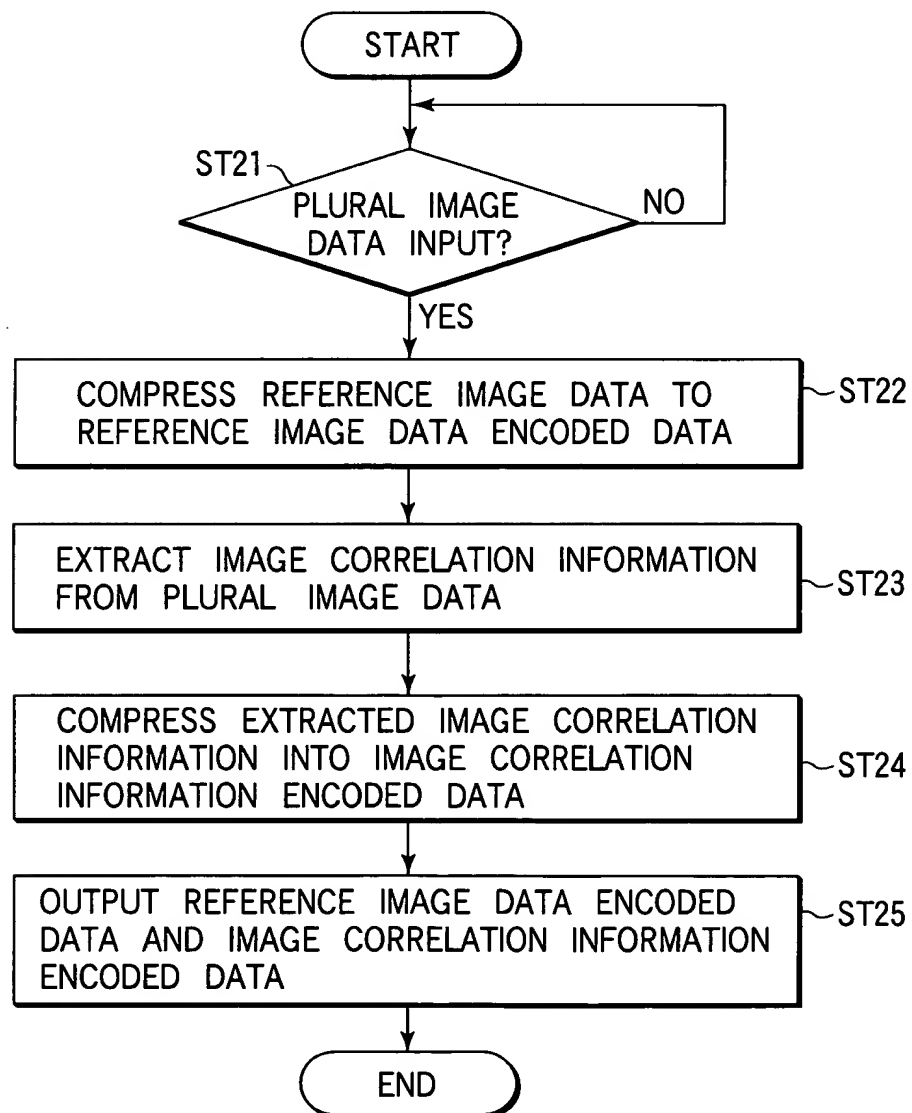 START
ST21
PLURAL IMAGE
DATA INPUT?
NO
YES
COMPRESS REFERENCE IMAGE DATA TO
REFERENCE IMAGE DATA ENCODED DATA
ST22
EXTRACT IMAGE CORRELATION INFORMATION
FROM PLURAL IMAGE DATA
ST23
COMPRESS EXTRACTED IMAGE CORRELATION
INFORMATION INTO IMAGE CORRELATION
INFORMATION ENCODED DATA
ST24
OUTPUT REFERENCE IMAGE DATA ENCODED
DATA AND IMAGE CORRELATION INFORMATION
ENCODED DATA
ST25
END